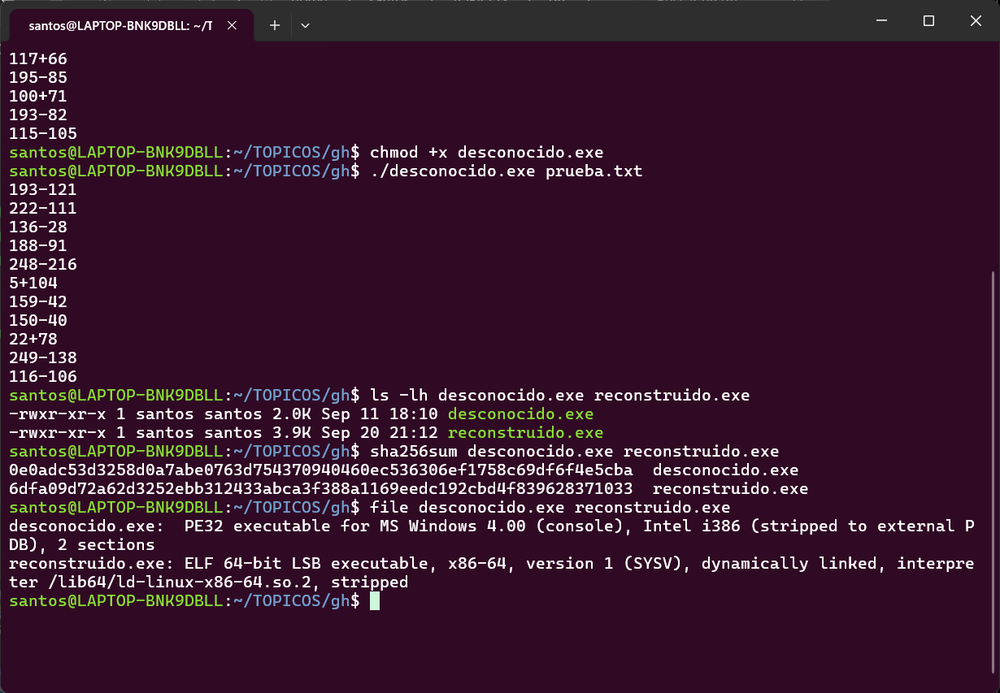 santos@LAPTOP-BNK9DBLL: ~/T
117+66
195-85
100+71
193-82
115-105
santos@LAPTOP-BNK9DBLL:~/TOPICOS/gh$ chmod +x desconocido.exe
santos@LAPTOP-BNK9DBLL:~/TOPICOS/gh$ ./desconocido.exe prueba.txt
193-121
222-111
136-28
188-91
248-216
5+104
159-42
150-40
22+78
249-138
116-106
santos@LAPTOP-BNK9DBLL:~/TOPICOS/gh$ ls -lh desconocido.exe reconstruido.exe
-rwxr-xr-x 1 santos santos 2.0K Sep 11 18:10 desconocido.exe
-rwxr-xr-x 1 santos santos 3.9K Sep 20 21:12 reconstruido.exe
santos@LAPTOP-BNK9DBLL:~/TOPICOS/gh$ sha256sum desconocido.exe reconstruido.exe
0e0adc53d3258d0a7abe0763d754370940460ec536306ef1758c69df6f4e5cba  desconocido.exe
6dfa09d72a62d3252ebb312433abca3f388a1169eedc192cbd4f839628371033  reconstruido.exe
santos@LAPTOP-BNK9DBLL:~/TOPICOS/gh$ file desconocido.exe reconstruido.exe
desconocido.exe:  PE32 executable for MS Windows 4.00 (console), Intel i386 (stripped to external P
DB), 2 sections
reconstruido.exe: ELF 64-bit LSB executable, x86-64, version 1 (SYSV), dynamically linked, interpre
ter /lib64/ld-linux-x86-64.so.2, stripped
santos@LAPTOP-BNK9DBLL:~/TOPICOS/gh$